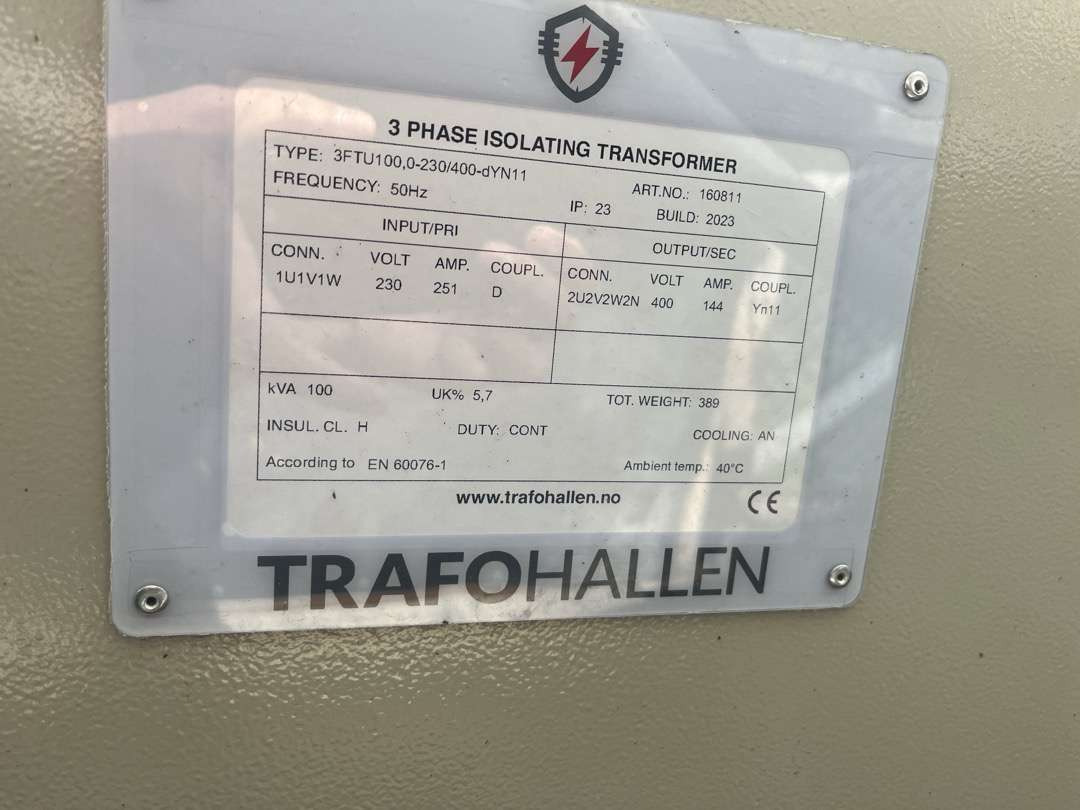 3 PHASE ISOLATING TRANSFORMER
TYPE: 3FTU100,0-230/400-dYN11 ART.NO.: 160811
FREQUENCY: 50Hz IP: 23 BUILD: 2023
INPUT/PRI OUTPUT/SEC
CONN. VOLT AMP. COUPL. CONN. VOLT AMP. COUPL.
1U1V1W 230 251 D 2U2V2W2N 400 144 Yn11
kVA 100 UK% 5,7 TOT. WEIGHT: 389
INSUL. CL. H DUTY: CONT COOLING: AN
According to EN 60076-1 Ambient temp.: 40°C
www.trafohallen.no CE
TRAFOHALLEN